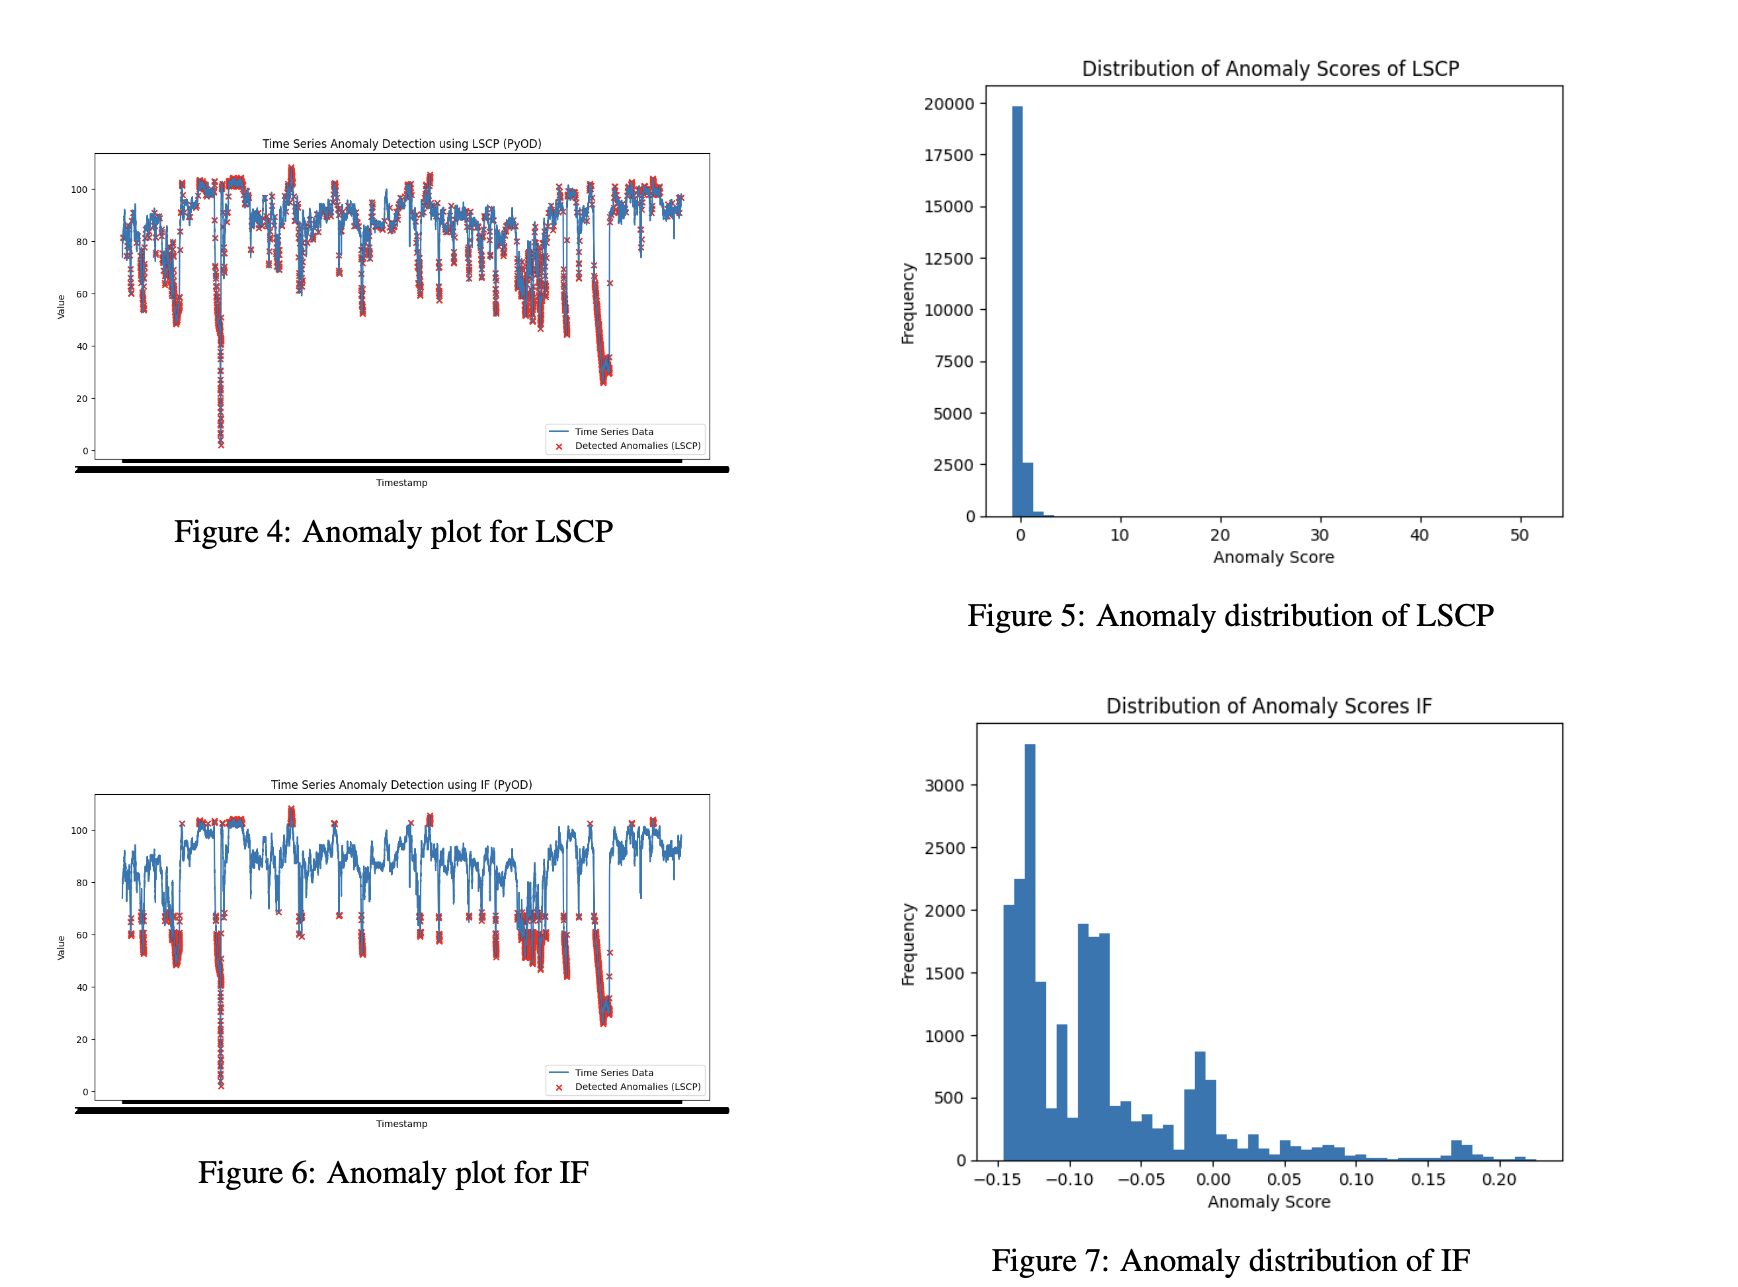 Time Series Anomaly Detection using LSCP (PyOD)
100
80
60
40
20
0
Value
Time Series Data
Detected Anomalies (LSCP)
Timestamp
Figure 4: Anomaly plot for LSCP
Distribution of Anomaly Scores of LSCP
20000
17500
15000
12500
10000
7500
5000
2500
0
Frequency
0 10 20 30 40 50
Anomaly Score
Figure 5: Anomaly distribution of LSCP
Time Series Anomaly Detection using IF (PyOD)
100
80
60
40
20
0
Value
Time Series Data
Detected Anomalies (LSCP)
Timestamp
Figure 6: Anomaly plot for IF
Distribution of Anomaly Scores IF
3000
2500
2000
1500
1000
500
0
Frequency
−0.15 −0.10 −0.05 0.00 0.05 0.10 0.15 0.20
Anomaly Score
Figure 7: Anomaly distribution of IF